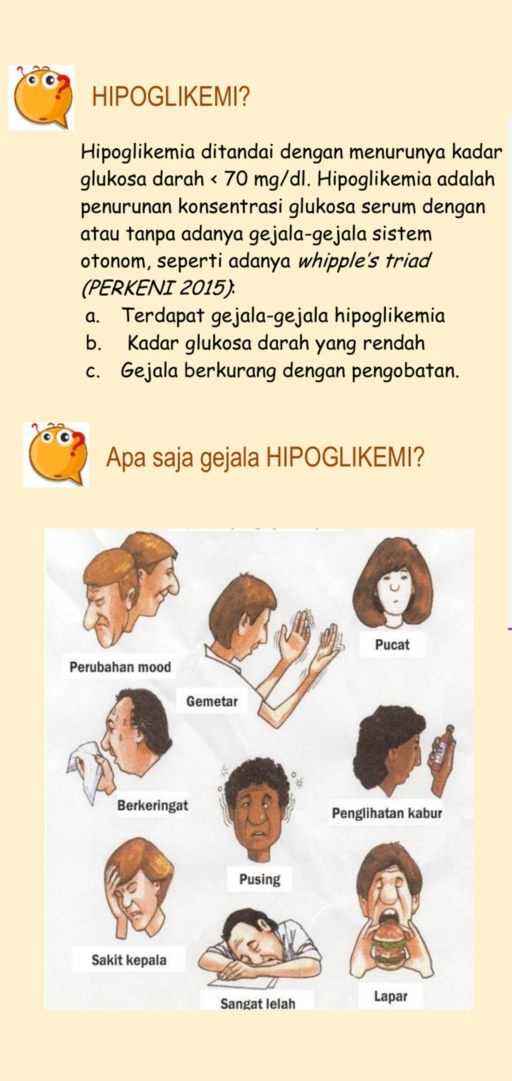 HIPOGLIKEMI?
Hipoglikemia ditandai dengan menurunya kadar
glukosa darah < 70 mg/dl. Hipoglikemia adalah
penurunan konsentrasi glukosa serum dengan
atau tanpa adanya gejala-gejala sistem
otonom, seperti adanya whipple's triad
(PERKENI 2015):
a. Terdapat gejala-gejala hipoglikemia
b. Kadar glukosa darah yang rendah
c. Gejala berkurang dengan pengobatan.
Apa saja gejala HIPOGLIKEMI?
Perubahan mood
Gemetar
Pucat
Berkeringat
Pusing
Penglihatan kabur
Sakit kepala
Sangat lelah
Lapar